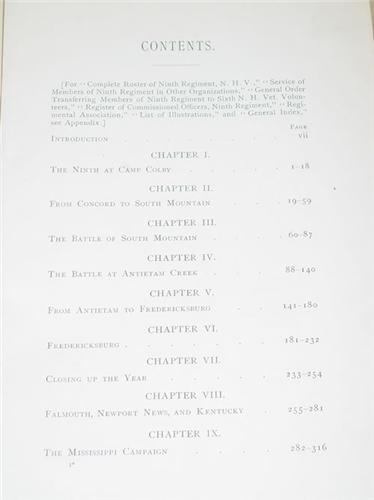 CONTENTS.
[For "Complete Roster of Ninth Regiment, N. H. V.," "Service of
Members of Ninth Regiment in Other Organizations," "General Order
Transferring Members of Ninth Regiment to Sixth N. H. Vet. Volun-
teers," "Register of Commissioned Officers, Ninth Regiment," "Regi-
mental Association," "List of Illustrations," and "General Index,"
see Appendix.]
PAGE
INTRODUCTION . . . . . vii
CHAPTER I.
THE NINTH AT CAMP COLBY . . . . 1-18
CHAPTER II.
FROM CONCORD TO SOUTH MOUNTAIN . . . 19-59
CHAPTER III.
THE BATTLE OF SOUTH MOUNTAIN . . . 60-87
CHAPTER IV.
THE BATTLE AT ANTIETAM CREEK . . . 88-140
CHAPTER V.
FROM ANTIETAM TO FREDERICKSBURG . . . 141-180
CHAPTER VI.
FREDERICKSBURG . . . . . . 181-232
CHAPTER VII.
CLOSING UP THE YEAR . . . . . 233-254
CHAPTER VIII.
FALMOUTH, NEWPORT NEWS, AND KENTUCKY . 255-281
CHAPTER IX.
THE MISSISSIPPI CAMPAIGN . . . . 282-316
1*